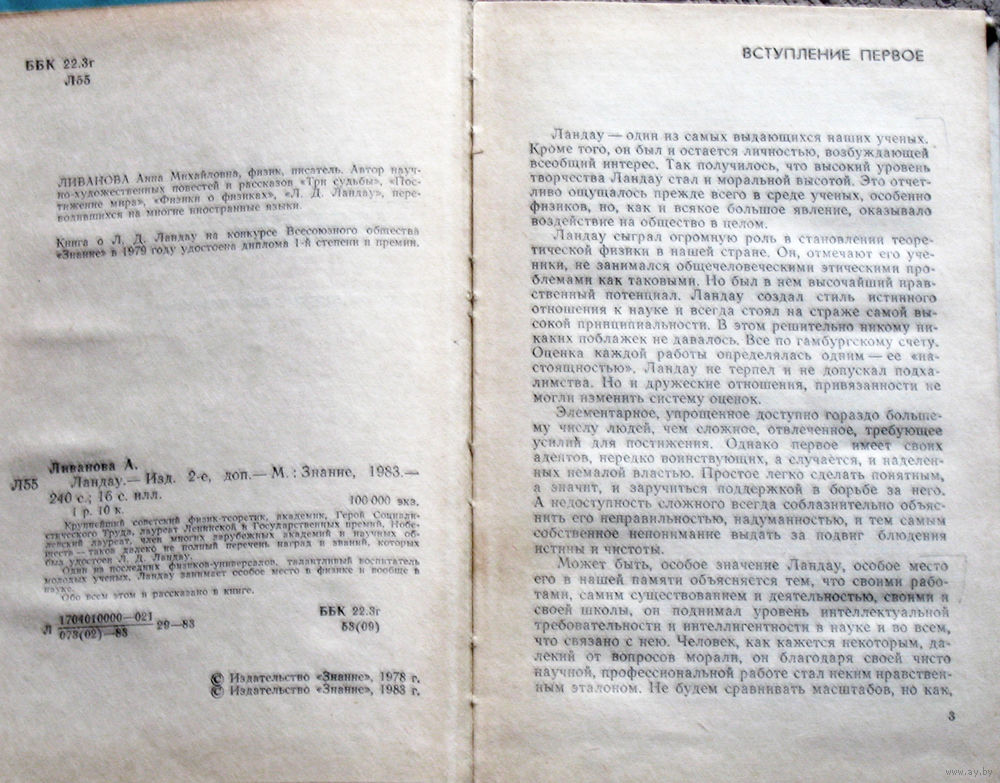 ББК 22.3г
Л55
ЛИВАНОВА Анна Михайловна, физик, писатель. Автор науч-
но-художественных повестей и рассказов «Три судьбы», «Пос-
тижение мира», «Физики о физиках», «Л. Д. Ландау», пере-
водившихся на многие иностранные языки.
Книга о Л. Д. Ландау на конкурсе Всесоюзного общества
«Знание» в 1979 году удостоена диплома 1-й степени и премии.
Ливанова А.
Л55 Ландау.— Изд. 2-е, доп.— М.: Знание, 1983.—
240 с.; 16 с. илл.
1 р. 10 к. 100 000 экз.
Крупнейший советский физик-теоретик, академик, Герой Социали-
стического Труда, лауреат Ленинской и Государственных премий, Нобе-
левский лауреат, член многих зарубежных академий и научных об-
ществ — таков далеко не полный перечень наград и званий, которых
был удостоен Л. Д. Ландау.
Один из последних физиков-универсалов, талантливый воспитатель
молодых ученых, Ландау занимает особое место в физике и вообще в
науке.
Обо всем этом и рассказано в книге.
Л 1704010000—021
073(02)—83 29—83
ББК 22.3г
53(09)
© Издательство «Знание», 1978 г.
© Издательство «Знание», 1983 г.
ВСТУПЛЕНИЕ ПЕРВОЕ
Ландау — один из самых выдающихся наших ученых.
Кроме того, он был и остается личностью, возбуждающей
всеобщий интерес. Так получилось, что высокий уровень
творчества Ландау стал и моральной высотой. Это отчет-
ливо ощущалось прежде всего в среде ученых, особенно
физиков, но, как и всякое большое явление, оказывало
воздействие на общество в целом.
Ландау сыграл огромную роль в становлении теоре-
тической физики в нашей стране. Он, отмечают его уче-
ники, не занимался общечеловеческими этическими про-
блемами как таковыми. Но был в нем высочайший нрав-
ственный потенциал. Ландау создал стиль истинного
отношения к науке и всегда стоял на страже самой вы-
сокой принципиальности. В этом решительно никому ни-
каких поблажек не давалось. Все по гамбургскому счету.
Оценка каждой работы определялась одним — ее «на-
стоящностью». Ландау не терпел и не допускал подха-
лимства. Но и дружеские отношения, привязанности не
могли изменить систему оценок.
Элементарное, упрощенное доступно гораздо больше-
му числу людей, чем сложное, отвлеченное, требующее
усилий для постижения. Однако первое имеет своих
адептов, нередко воинствующих, а случается, и наделен-
ных немалой властью. Простое легко сделать понятным,
а значит, и заручиться поддержкой в борьбе за него.
А недоступность сложного всегда соблазнительно объяс-
нить его неправильностью, надуманностью, и тем самым
собственное непонимание выдать за подвиг блюдения
истины и чистоты.
Может быть, особое значение Ландау, особое место
его в нашей памяти объясняется тем, что своими рабо-
тами, самим существованием и деятельностью, своими и
своей школы, он поднимал уровень интеллектуальной
требовательности и интеллигентности в науке и во всем,
что связано с нею. Человек, как кажется некоторым, да-
лекий от вопросов морали, он благодаря своей чисто
научной, профессиональной работе стал неким нравствен-
ным эталоном. Не будем сравнивать масштабов, но как,
3
www.ay.by